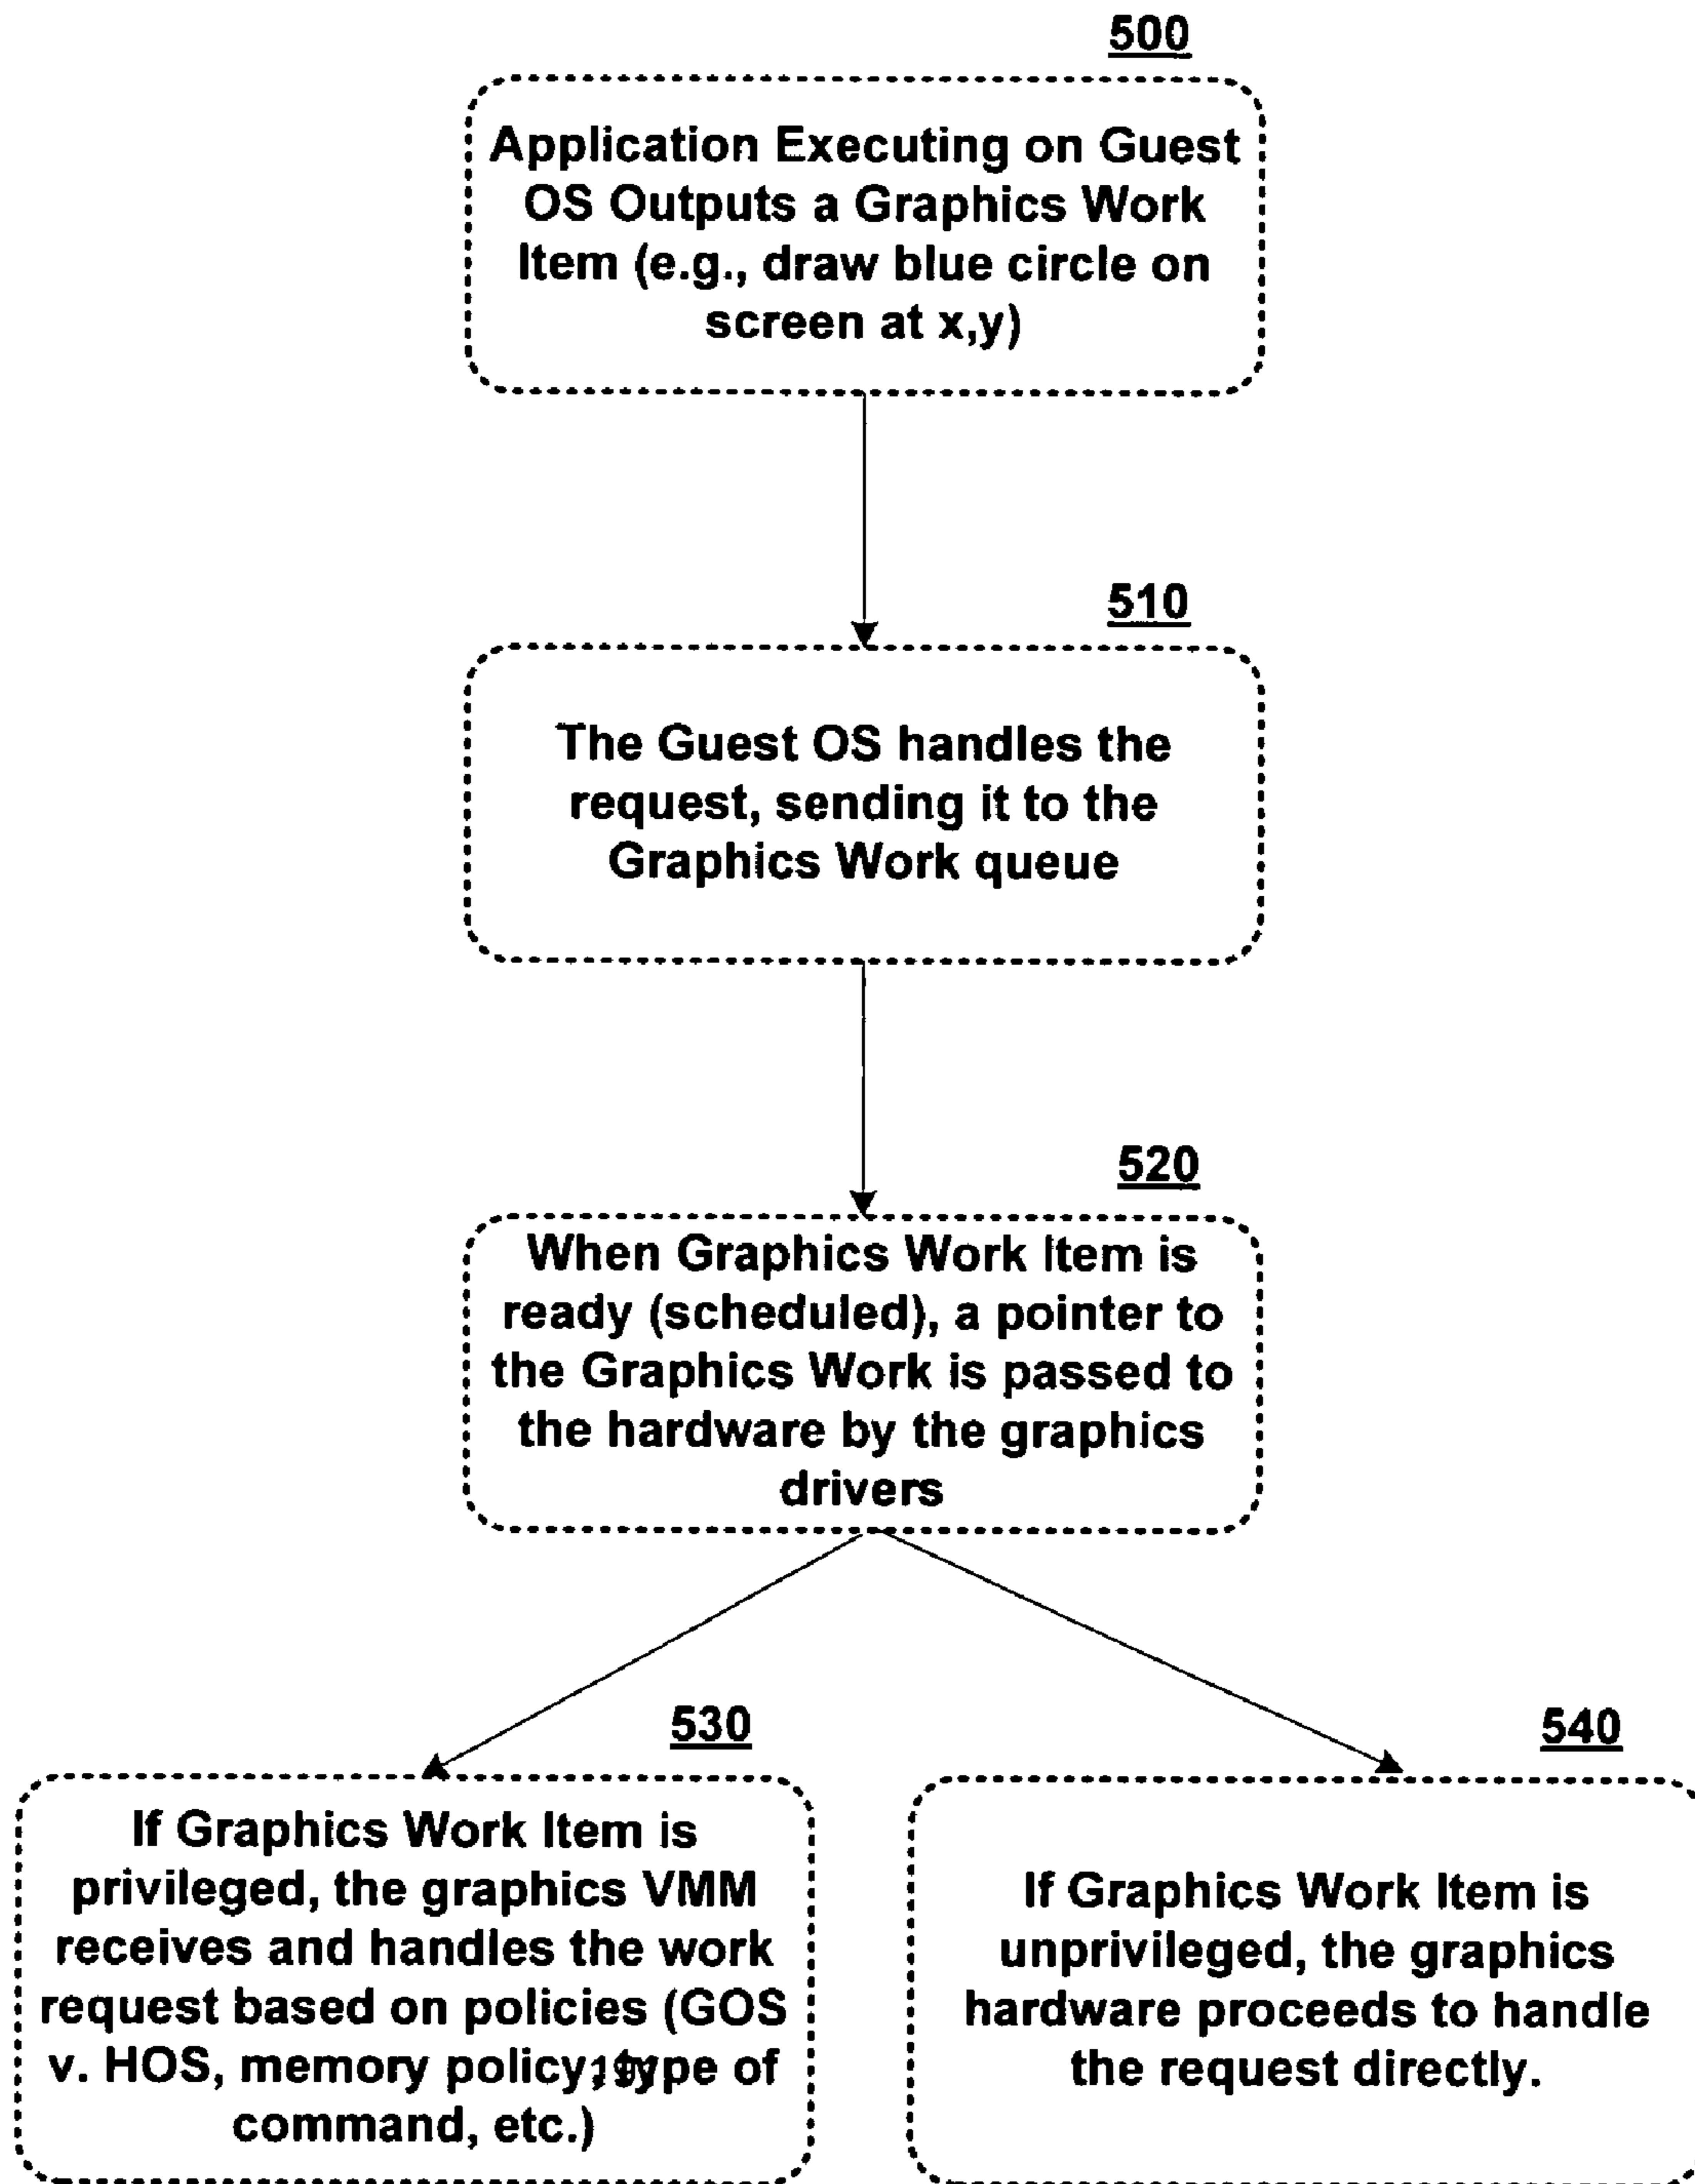 500
Application Executing on Guest
OS Outputs a Graphics Work
Item (e.g., draw blue circle on
screen at x,y)
510
The Guest OS handles the
request, sending it to the
Graphics Work queue
520
When Graphics Work Item is
ready (scheduled), a pointer to
the Graphics Work is passed to
the hardware by the graphics
drivers
530
If Graphics Work Item is
privileged, the graphics VMM
receives and handles the work
request based on policies (GOS
v. HOS, memory policy, type of
command, etc.)
540
If Graphics Work Item is
unprivileged, the graphics
hardware proceeds to handle
the request directly.